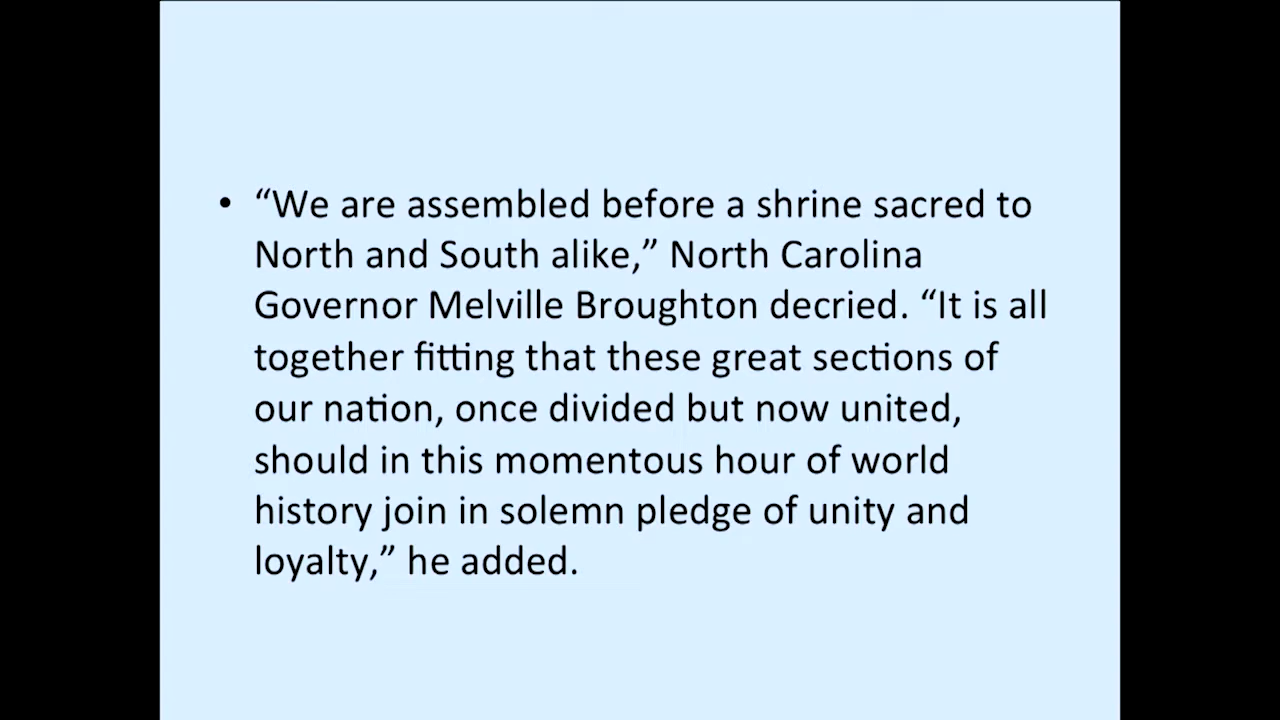 • “We are assembled before a shrine sacred to
North and South alike,” North Carolina
Governor Melville Broughton decried. “It is all
together fitting that these great sections of
our nation, once divided but now united,
should in this momentous hour of world
history join in solemn pledge of unity and
loyalty,” he added.